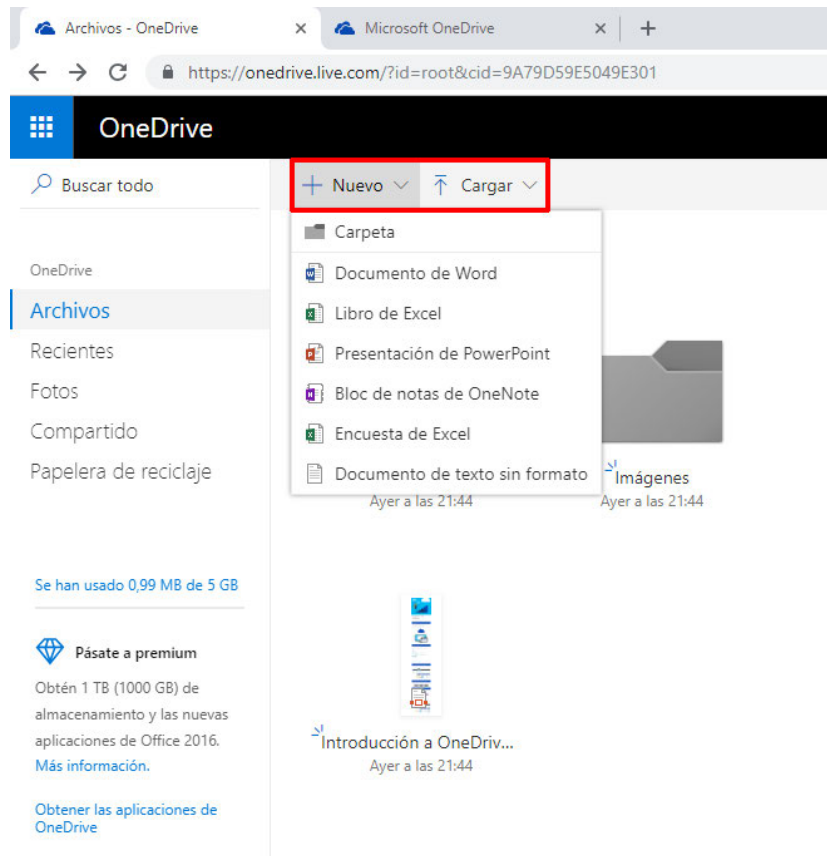 Archivos - OneDrive
Microsoft OneDrive
https://onedrive.live.com/?id=root&cid=9A79D59E5049E301
OneDrive
Buscar todo
Nuevo
Cargar
Carpeta
Documento de Word
Libro de Excel
Presentación de PowerPoint
Bloc de notas de OneNote
Encuesta de Excel
Documento de texto sin formato
OneDrive
Archivos
Recientes
Fotos
Compartido
Papelera de reciclaje
Ayer a las 21:44
Imágenes
Ayer a las 21:44
Se han usado 0,99 MB de 5 GB
Pásate a premium
Obtén 1 TB (1000 GB) de
almacenamiento y las nuevas
aplicaciones de Office 2016.
Más información.
Obtener las aplicaciones de
OneDrive
Introducción a OneDriv...
Ayer a las 21:44